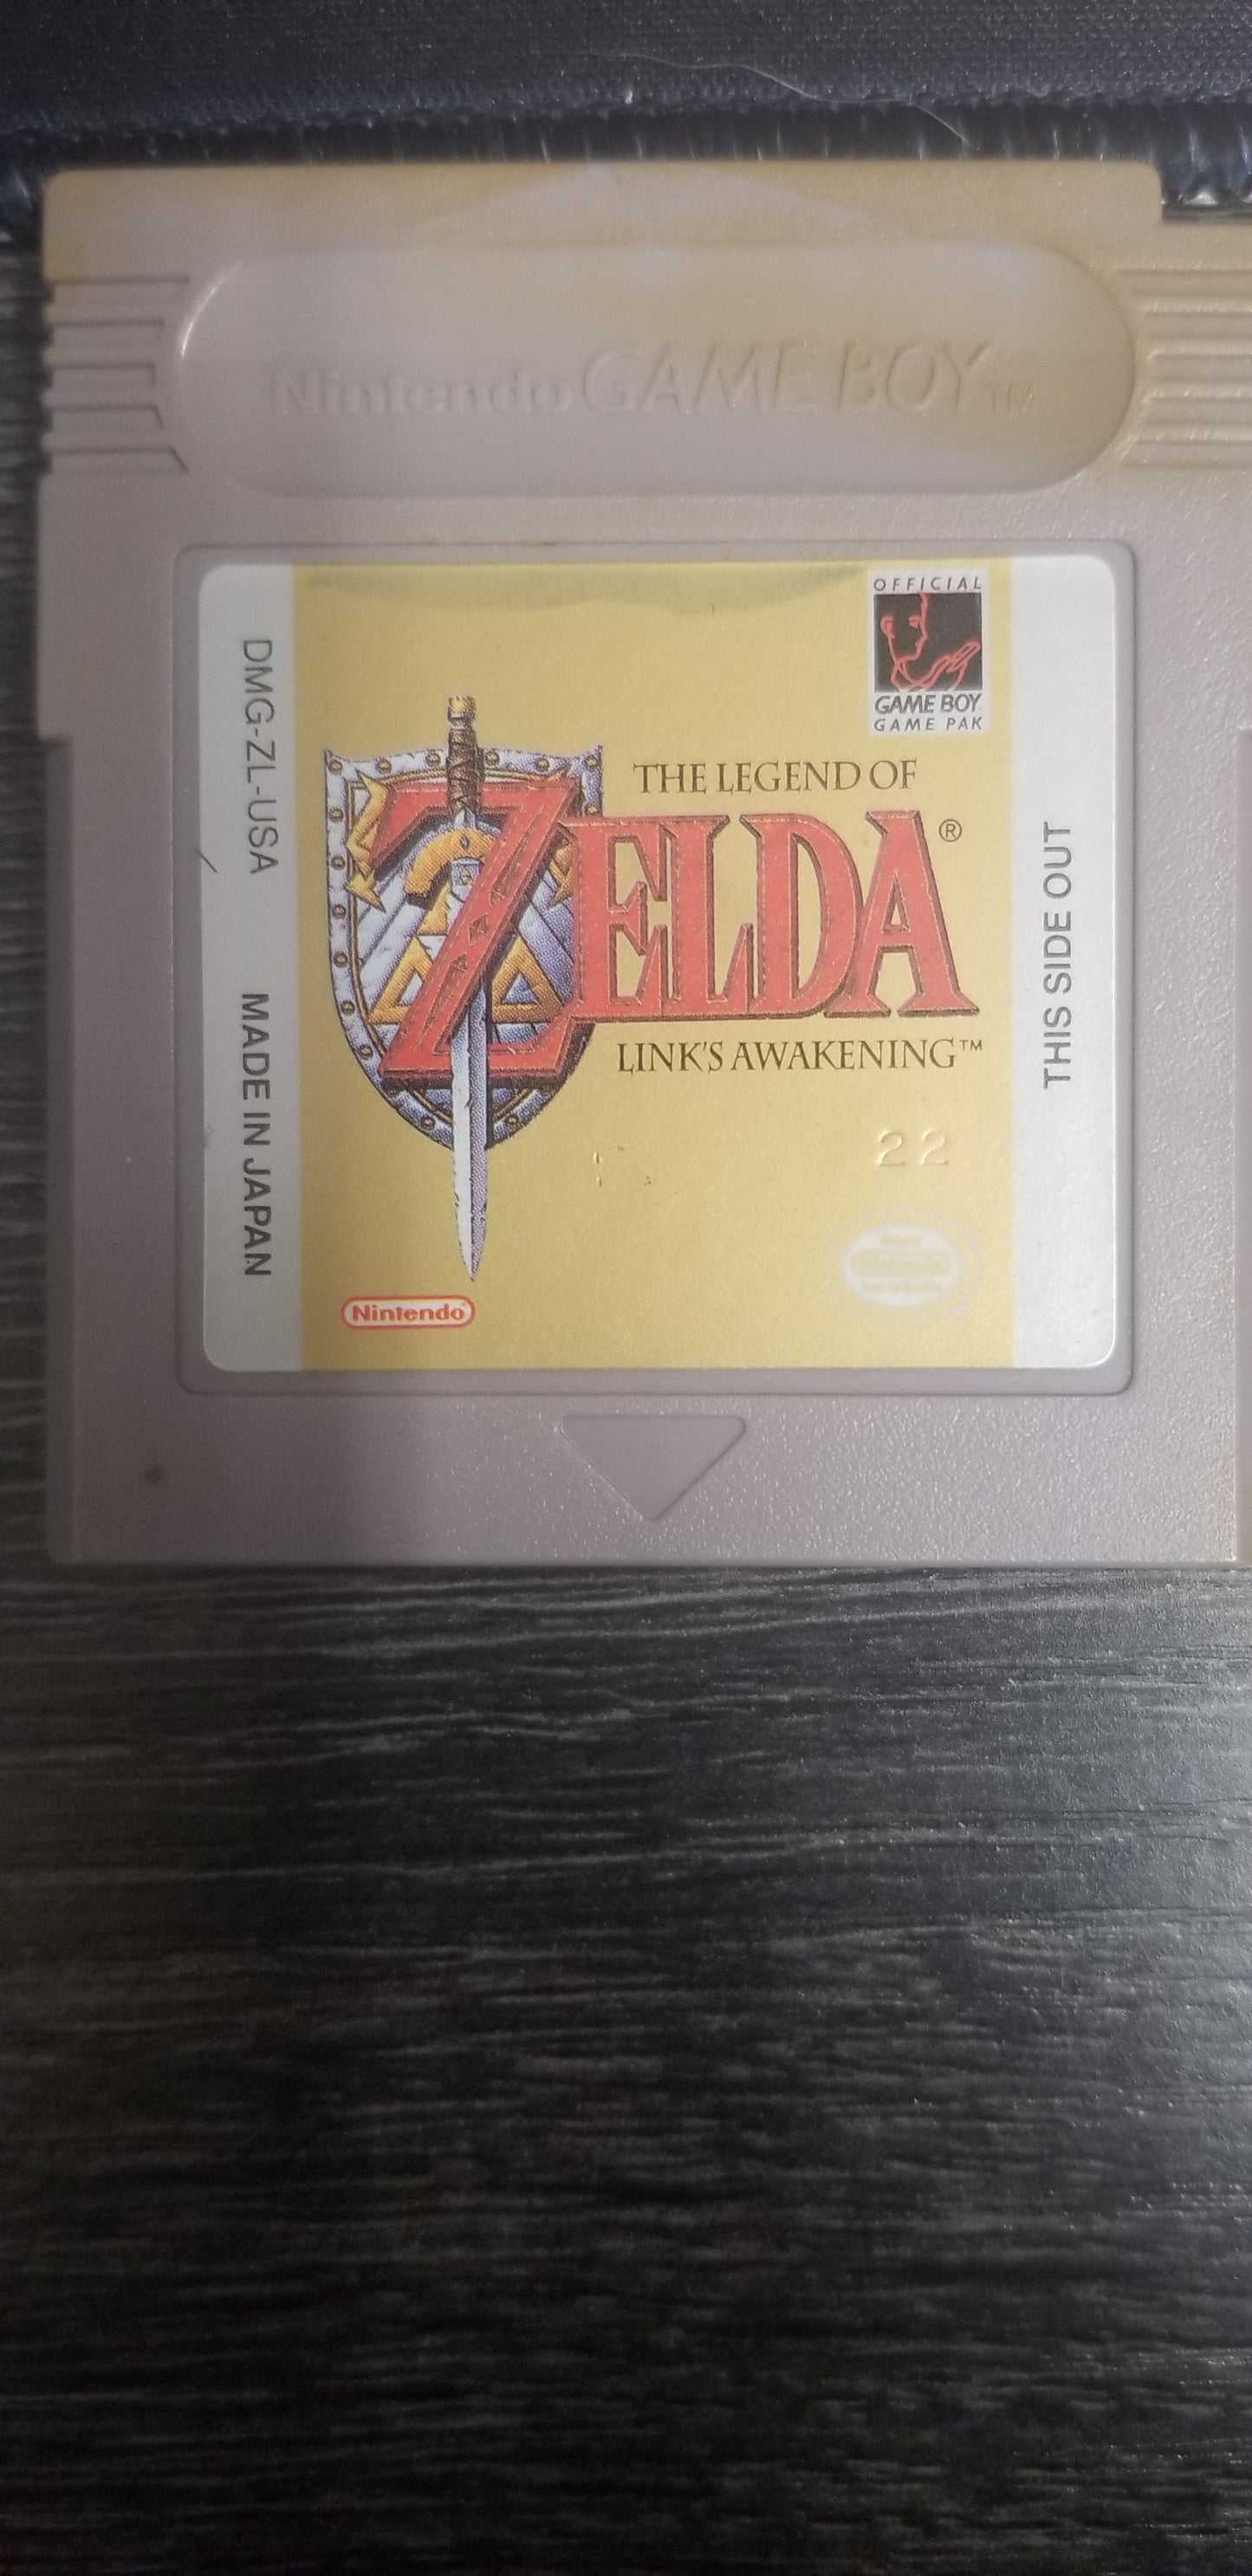 Nintendo GAME BOY TM
OFFICIAL
GAME BOY
GAME PAK
DMG-ZL-USA MADE IN JAPAN
THE LEGEND OF
ZELDA®
LINK'S AWAKENING™
THIS SIDE OUT
22
Nintendo